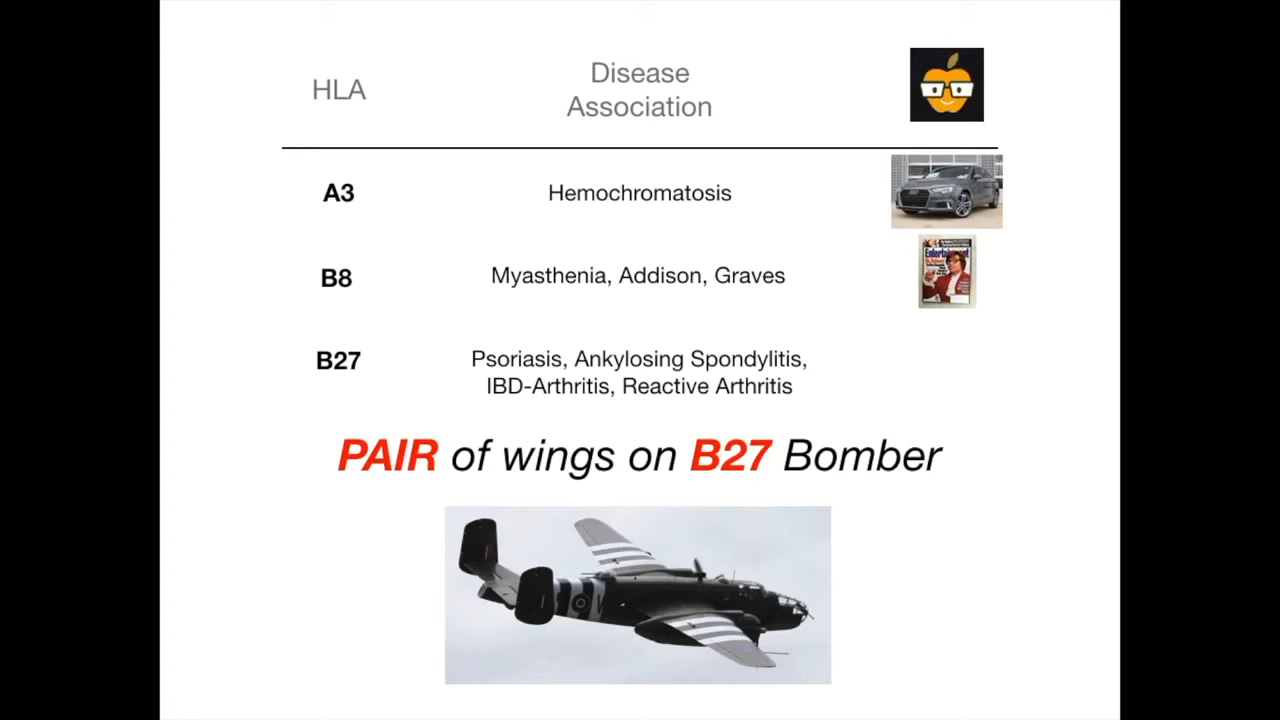 HLA
Disease
Association
A3
Hemochromatosis
B8
Myasthenia, Addison, Graves
Entertainment
B27
Psoriasis, Ankylosing Spondylitis,
IBD-Arthritis, Reactive Arthritis
PAIR of wings on B27 Bomber